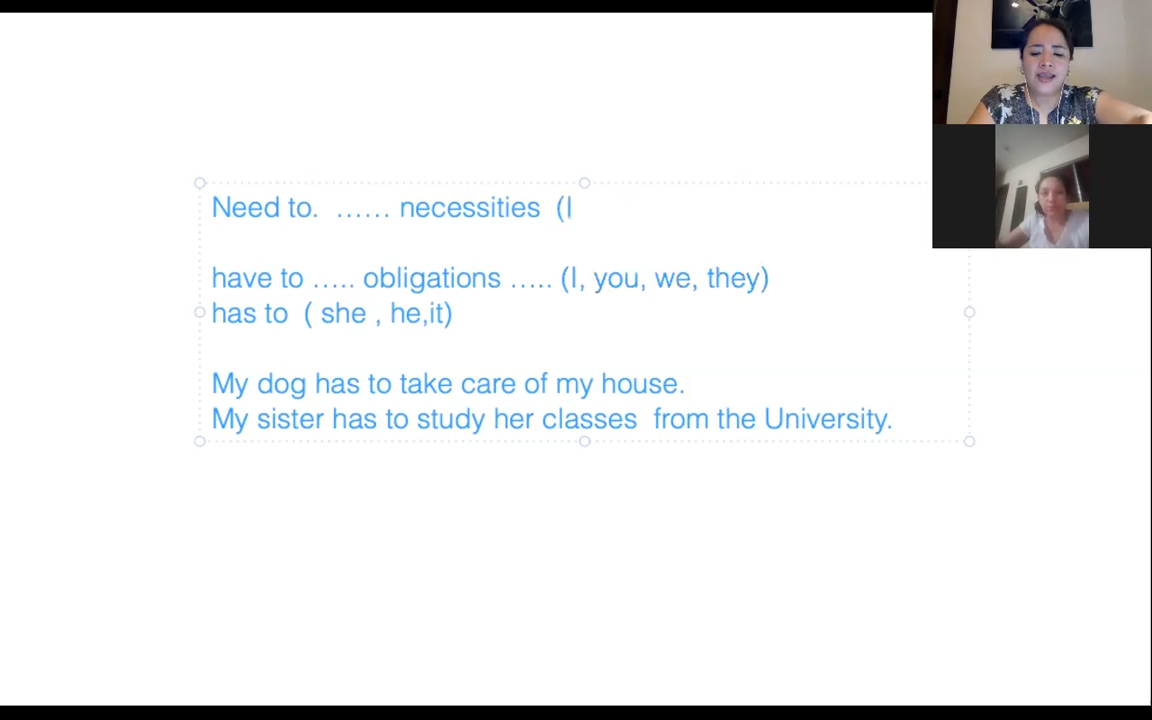 Need to.  ...... necessities  (I
have to ..... obligations ..... (I, you, we, they)
has to  ( she , he,it)
My dog has to take care of my house.
My sister has to study her classes  from the University.